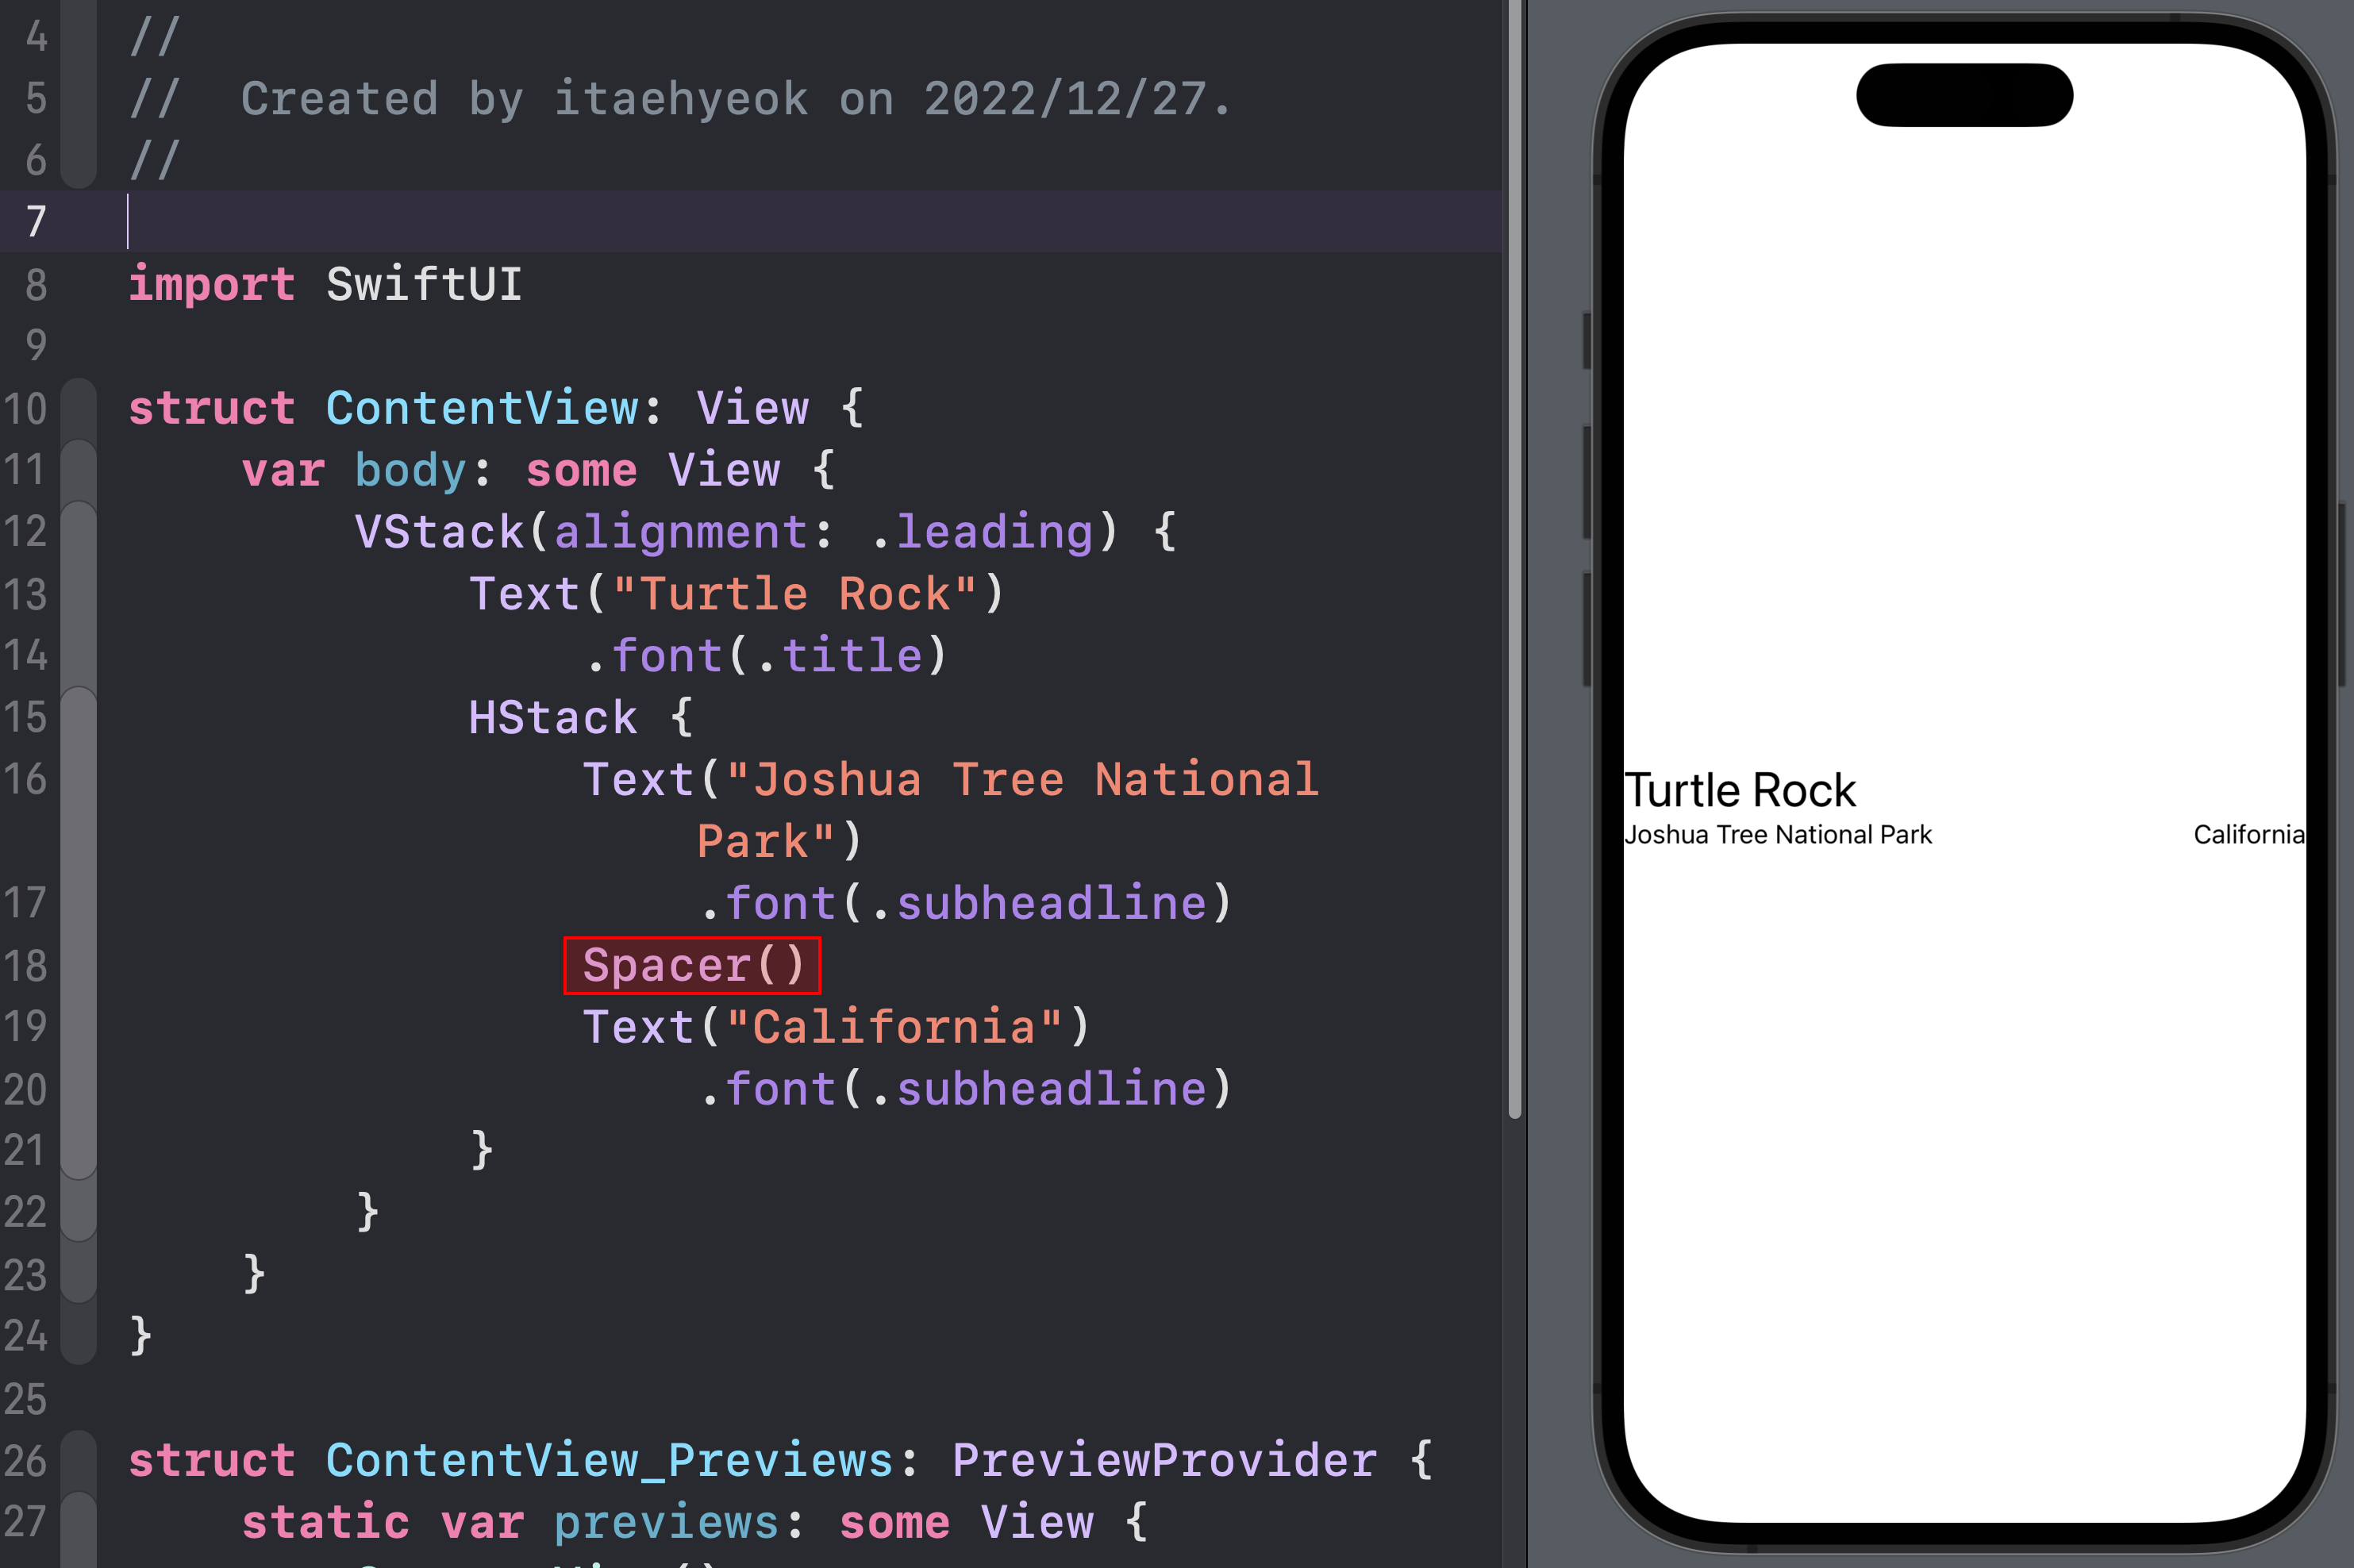 4 //
5 //  Created by itaehyeok on 2022/12/27.
6 //
7
8 import SwiftUI
9
10 struct ContentView: View {
11     var body: some View {
12         VStack(alignment: .leading) {
13             Text("Turtle Rock")
14                 .font(.title)
15             HStack {
16                 Text("Joshua Tree National
Park")
17                     .font(.subheadline)
18                 Spacer()
19                 Text("California")
20                     .font(.subheadline)
21             }
22         }
23     }
24 }
25
26 struct ContentView_Previews: PreviewProvider {
27     static var previews: some View {
Turtle Rock
Joshua Tree National Park California